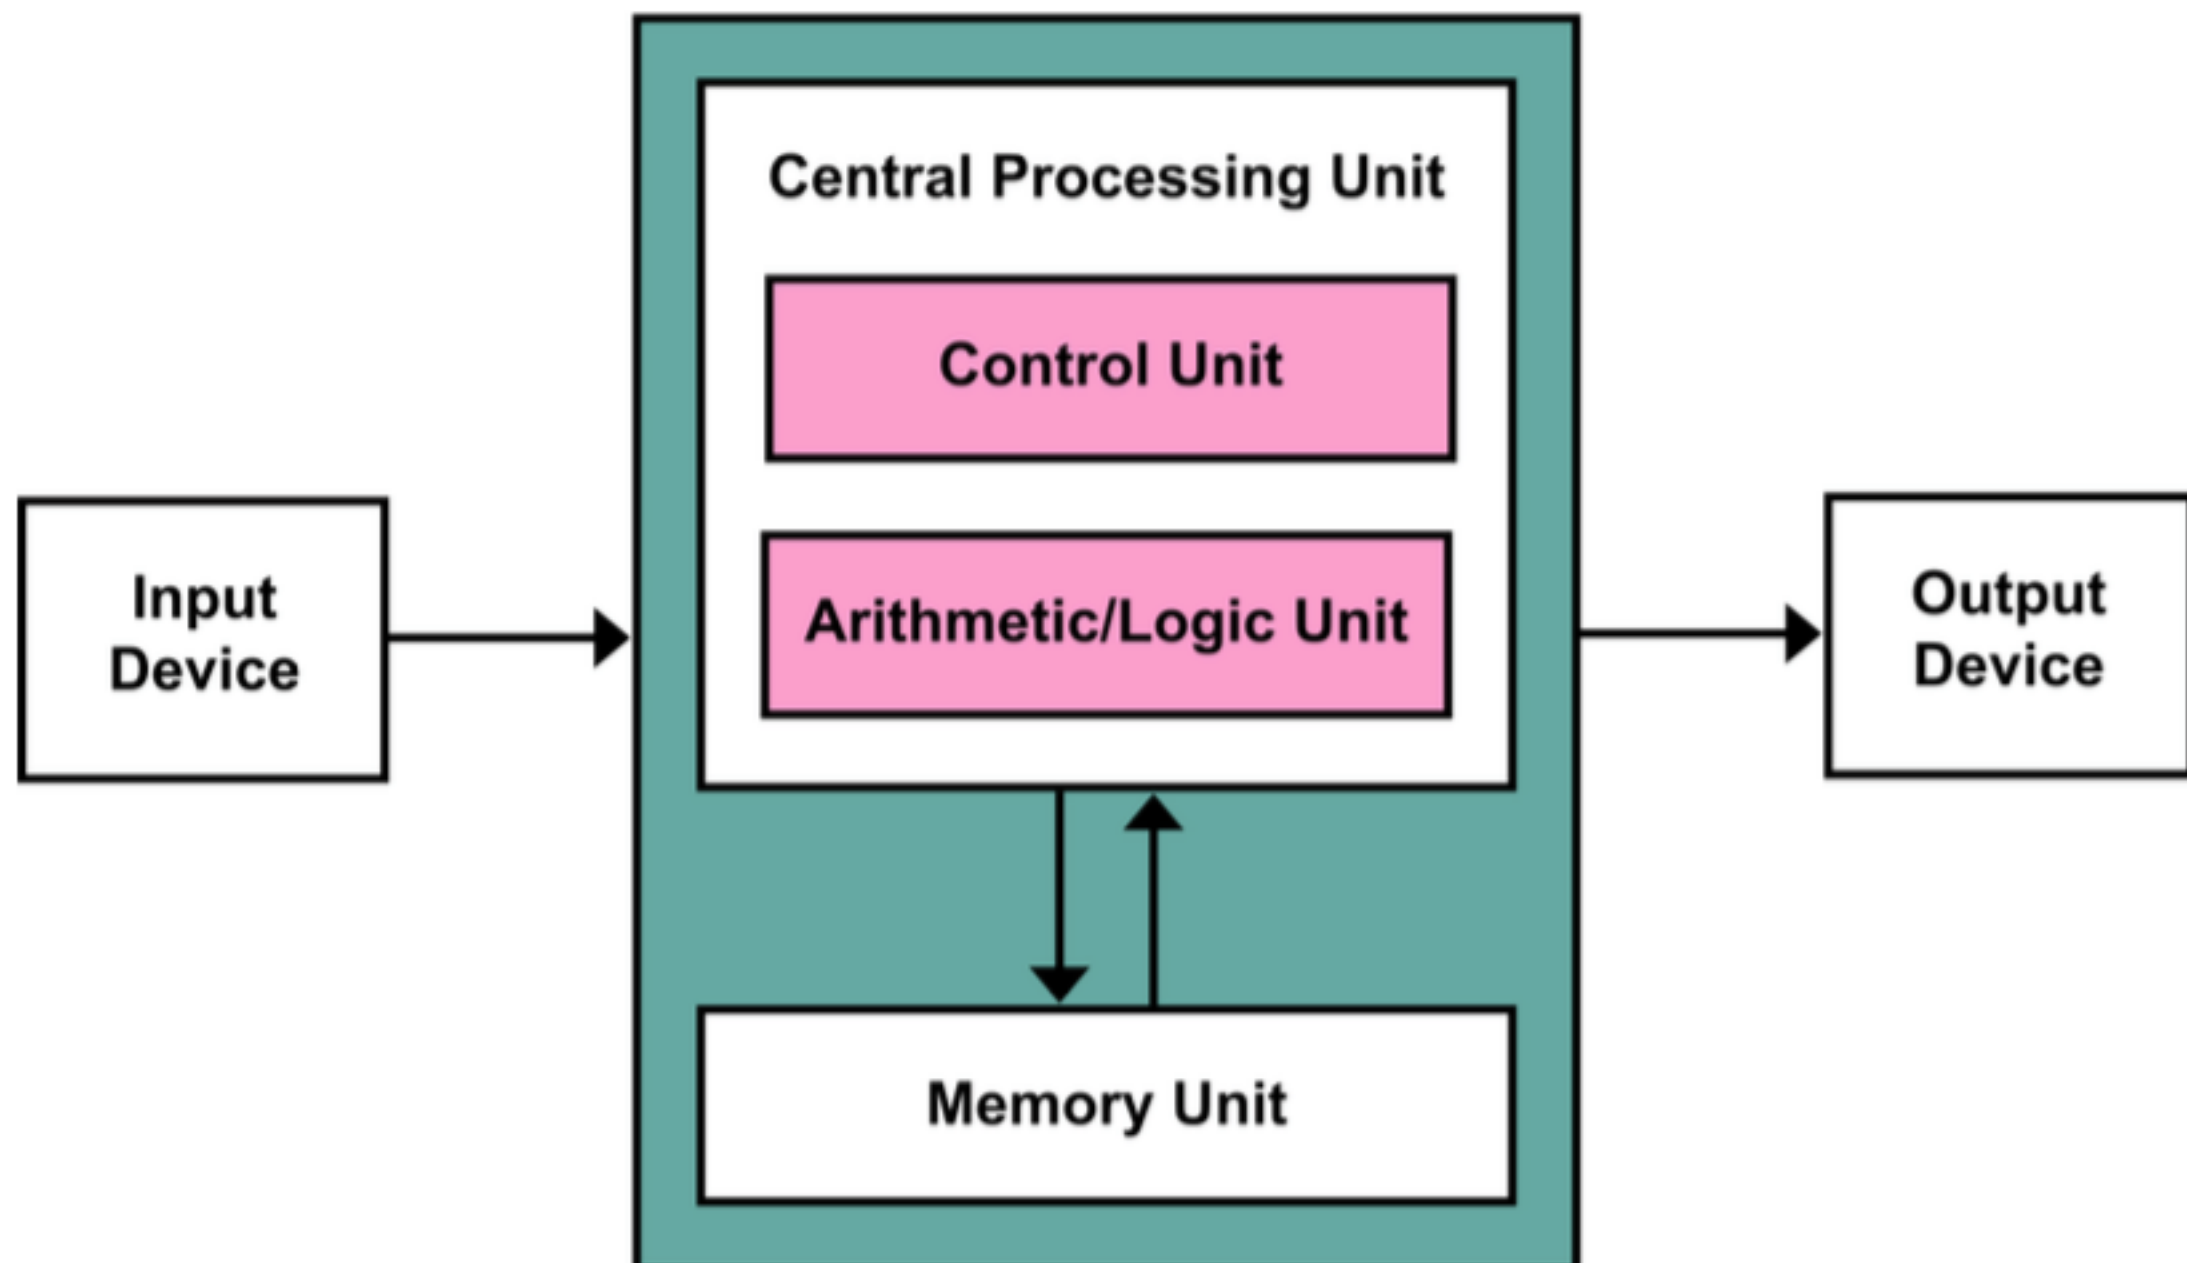 Central Processing Unit
Control Unit
Input
Device
Arithmetic/Logic Unit
Output
Device
Memory Unit